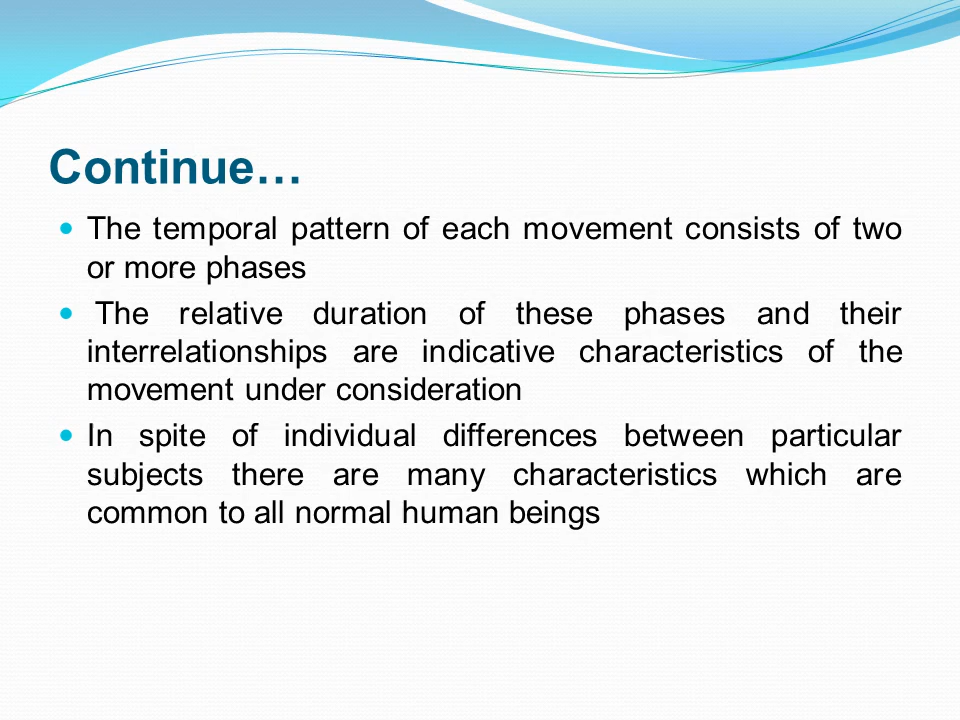 Continue…
The temporal pattern of each movement consists of two
or more phases
The relative duration of these phases and their
interrelationships are indicative characteristics of the
movement under consideration
In spite of individual differences between particular
subjects there are many characteristics which are
common to all normal human beings